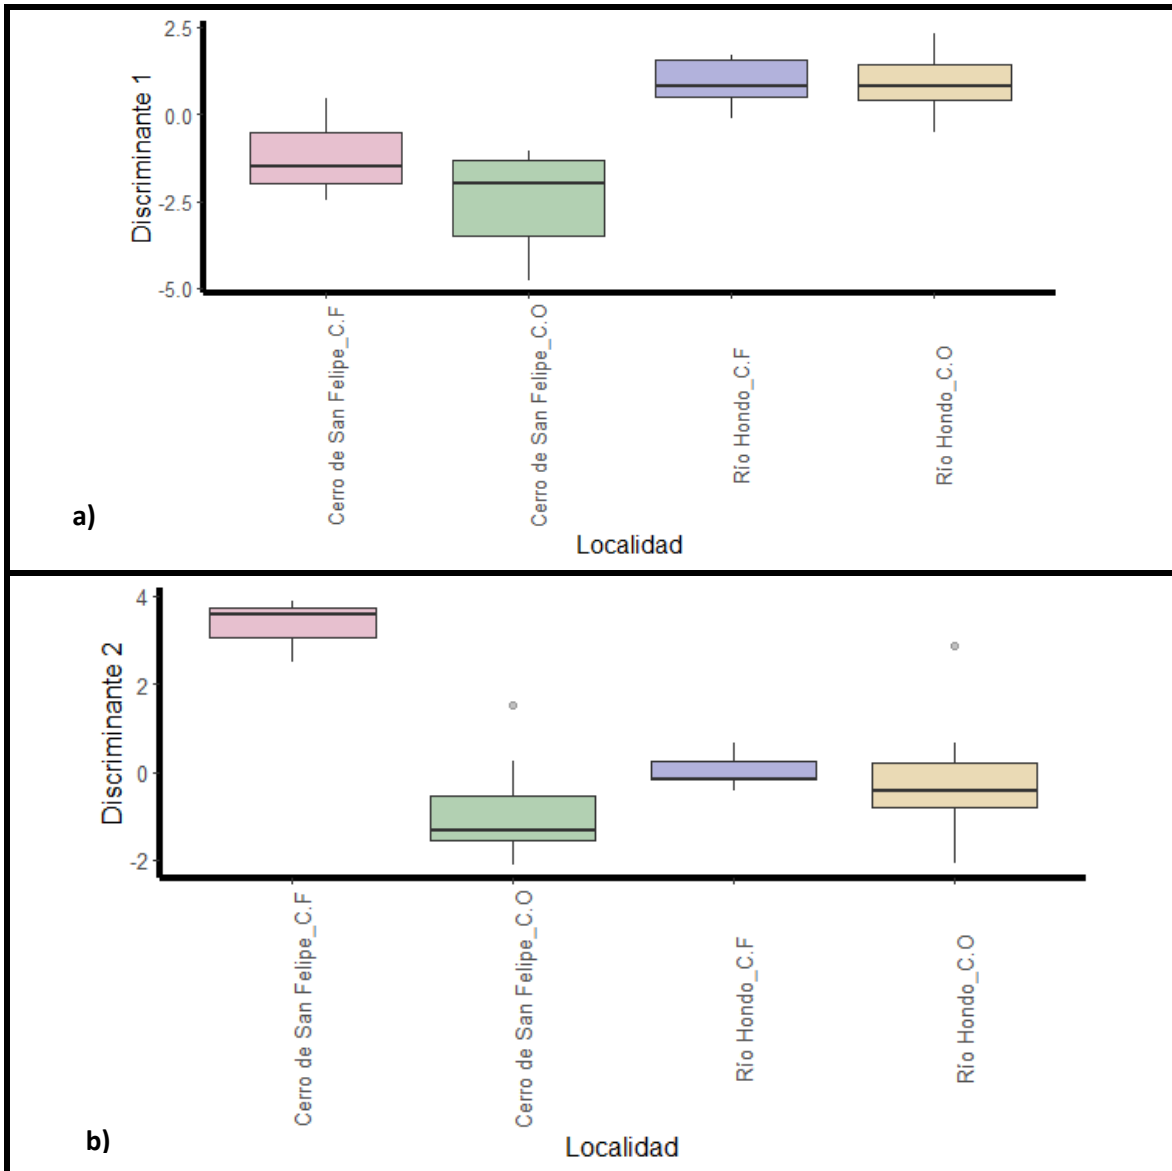 2.5
0.0
-2.5
-5.0
Discriminante 1
Cerro de San Felipe_C.F
Cerro de San Felipe_C.O
Río Hondo_C.F
Río Hondo_C.O
a)
Localidad
4
2
0
-2
Discriminante 2
Cerro de San Felipe_C.F
Cerro de San Felipe_C.O
Río Hondo_C.F
Río Hondo_C.O
b)
Localidad